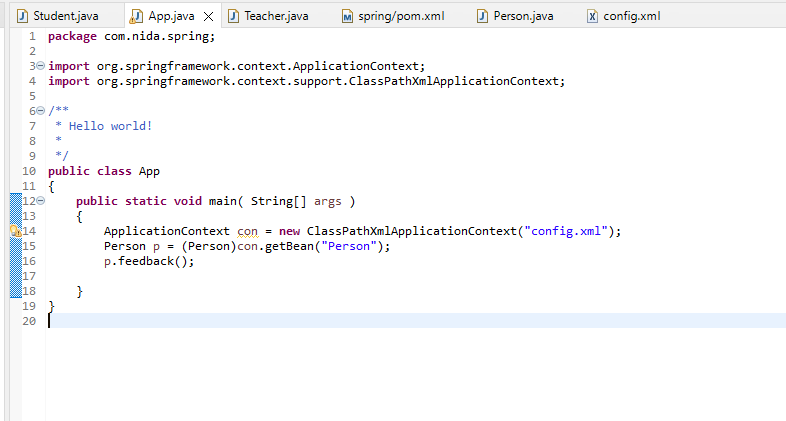 Student.java App.java Teacher.java spring/pom.xml Person.java config.xml
1 package com.nida.spring;
2
3 import org.springframework.context.ApplicationContext;
4 import org.springframework.context.support.ClassPathXmlApplicationContext;
5
6 /**
7 * Hello world!
8 *
9 */
10 public class App
11 {
12 public static void main( String[] args )
13 {
14 ApplicationContext con = new ClassPathXmlApplicationContext("config.xml");
15 Person p = (Person)con.getBean("Person");
16 p.feedback();
17
18 }
19 }
20